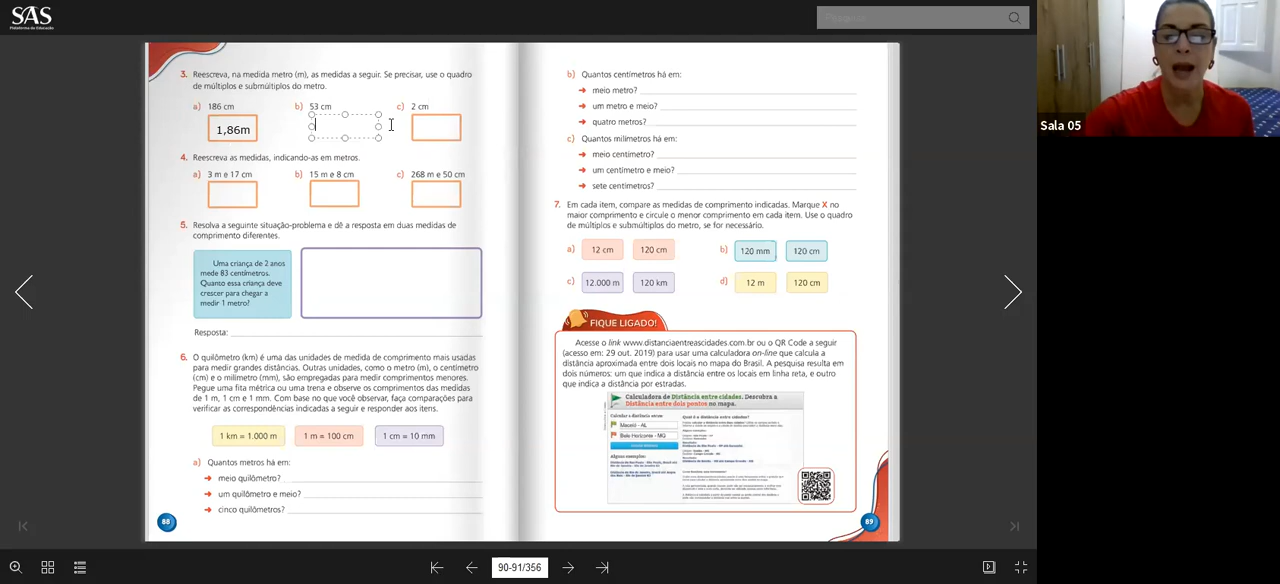 SAS
Plataforma de Educação
3. Reescreva, na medida metro (m), as medidas a seguir. Se precisar, use o quadro
de múltiplos e submúltiplos do metro.
a) 186 cm b) 53 cm c) 2 cm
1,86m
4. Reescreva as medidas, indicando-as em metros.
a) 3 m e 17 cm b) 15 m e 8 cm c) 268 m e 50 cm
5. Resolva a seguinte situação-problema e dê a resposta em duas medidas de
comprimento diferentes.
Uma criança de 2 anos
mede 83 centímetros.
Quanto essa criança deve
crescer para chegar a
medir 1 metro?
Resposta:
6. O quilômetro (km) é uma das unidades de medida de comprimento mais usadas
para medir grandes distâncias. Outras unidades, como o metro (m), o centímetro
(cm) e o milímetro (mm), são empregadas para medir comprimentos menores.
Pegue uma fita métrica ou uma trena e observe os comprimentos das medidas
de 1 m, 1 cm e 1 mm. Com base no que você observar, faça comparações para
verificar as correspondências indicadas a seguir e responder aos itens.
1 km = 1.000 m 1 m = 100 cm 1 cm = 10 mm
a) Quantos metros há em:
➜ meio quilômetro?
➜ um quilômetro e meio?
➜ cinco quilômetros?
88
b) Quantos centímetros há em:
➜ meio metro?
➜ um metro e meio?
➜ quatro metros?
c) Quantos milímetros há em:
➜ meio centímetro?
➜ um centímetro e meio?
➜ sete centímetros?
7. Em cada item, compare as medidas de comprimento indicadas. Marque X no
maior comprimento e circule o menor comprimento em cada item. Use o quadro
de múltiplos e submúltiplos do metro, se for necessário.
a) 12 cm 120 cm b) 120 mm 120 cm
c) 12.000 m 120 km d) 12 m 120 cm
FIQUE LIGADO!
Acesse o link www.distanciaentreascidades.com.br ou o QR Code a seguir
(acesso em: 29 out. 2019) para usar uma calculadora on-line que calcula a
distância aproximada entre dois locais no mapa do Brasil. A pesquisa resulta em
dois números: um que indica a distância entre os locais em linha reta, e outro
que indica a distância por estradas.
Calculadora de Distância entre cidades. Descubra a
Distância entre dois pontos no mapa.
Maceió - AL
Belo Horizonte - MG
89
Sala 05
90-91/356